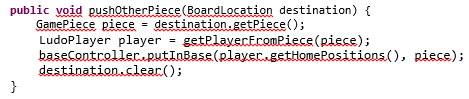 public void pushOtherPiece(BoardLocation destination) {
GamePiece piece = destination.getPiece();
LudoPlayer player = getPlayerFromPiece(piece);
baseController.putInBase(player.getHomePositions(), piece);
destination.clear();
}